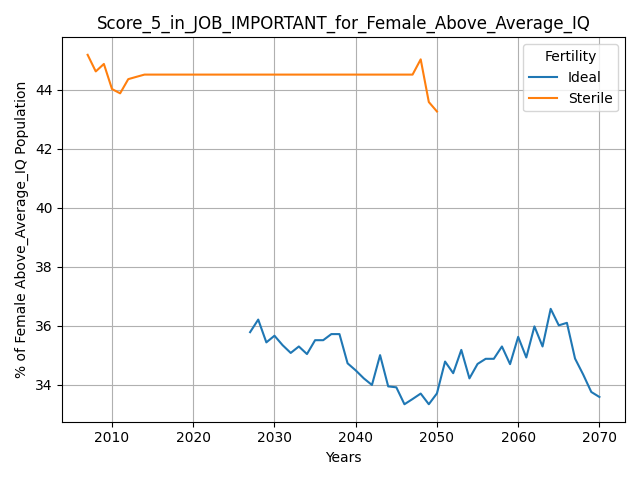 Score_5_in_JOB_IMPORTANT_for_Female_Above_Average_IQ
% of Female Above_Average_IQ Population
44
42
40
38
36
34
Fertility
Ideal
Sterile
2010 2020 2030 2040 2050 2060 2070
Years